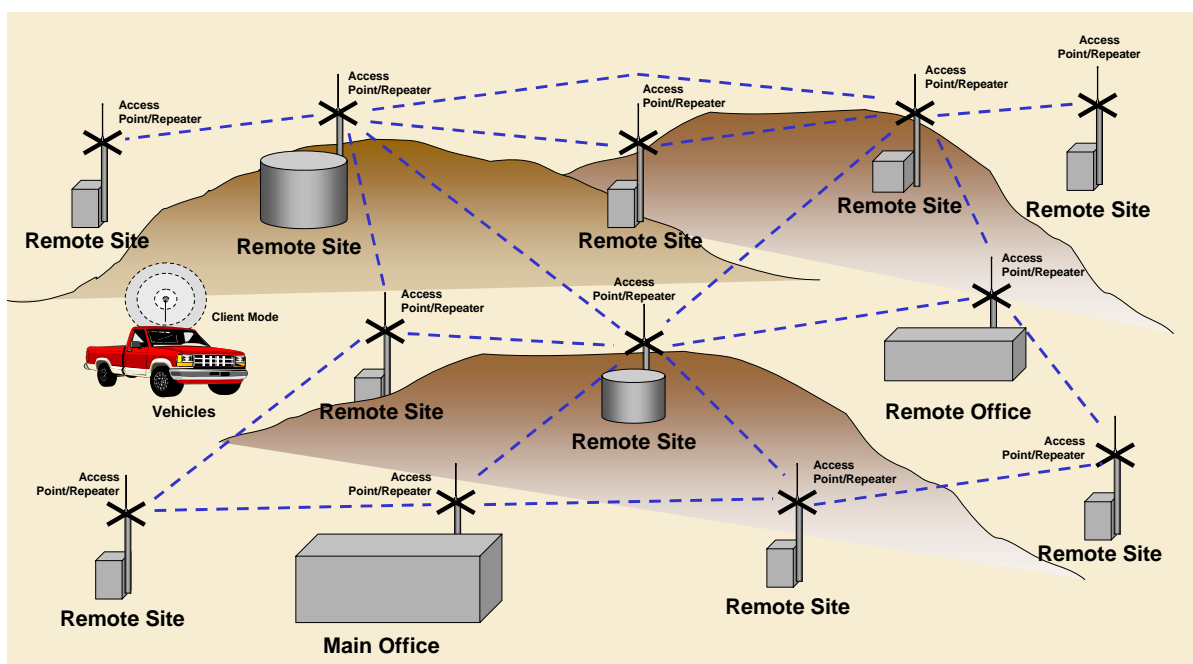 Access
Point/Repeater
Remote Site
Access
Point/Repeater
Remote Site
Access
Point/Repeater
Remote Site
Access
Point/Repeater
Remote Site
Access
Point/Repeater
Remote Site
Client Mode
Vehicles
Access
Point/Repeater
Remote Site
Access
Point/Repeater
Remote Site
Access
Point/Repeater
Remote Office
Access
Point/Repeater
Remote Site
Access
Point/Repeater
Main Office
Access
Point/Repeater
Remote Site
Access
Point/Repeater
Remote Site